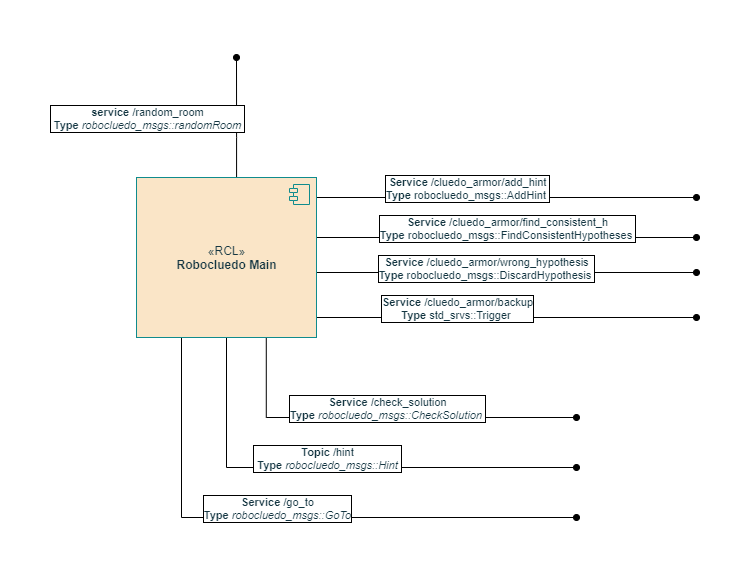 service /random_room
Type robocluedo_msgs::randomRoom
Service /cluedo_armor/add_hint
Type robocluedo_msgs::AddHint
Service /cluedo_armor/find_consistent_h
Type robocluedo_msgs::FindConsistentHypotheses
«RCL»
Robocluedo Main
Service /cluedo_armor/wrong_hypothesis
Type robocluedo_msgs::DiscardHypothesis
Service /cluedo_armor/backup
Type std_srvs::Trigger
Service /check_solution
Type robocluedo_msgs::CheckSolution
Topic /hint
Type robocluedo_msgs::Hint
Service /go_to
Type robocluedo_msgs::GoTo